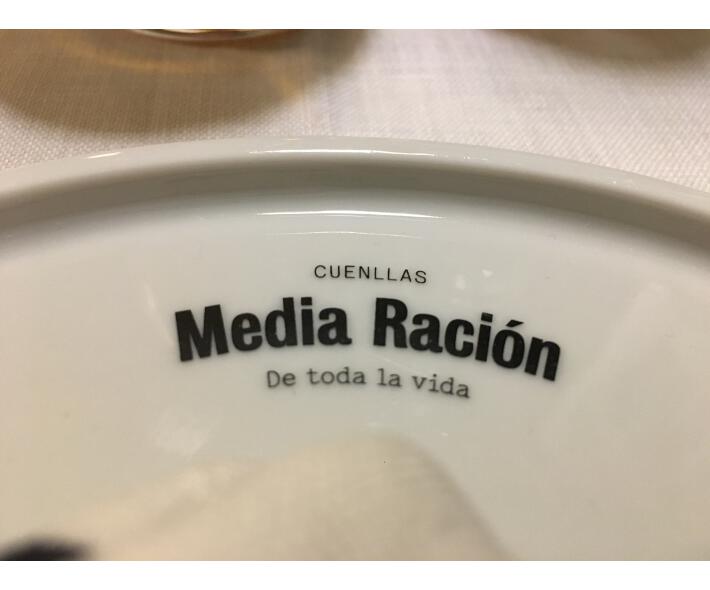 CUENLLAS
Media Ración
De toda la vida